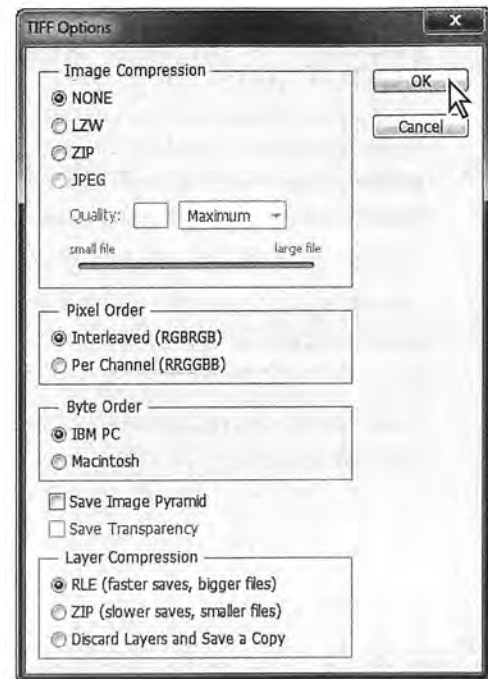 TIFF Options
x
Image Compression
NONE
LZW
ZIP
JPEG
Quality: Maximum
small file large file
OK
Cancel
Pixel Order
Interleaved (RGBRGB)
Per Channel (RRGGBB)
Byte Order
IBM PC
Macintosh
Save Image Pyramid
Save Transparency
Layer Compression
RLE (faster saves, bigger files)
ZIP (slower saves, smaller files)
Discard Layers and Save a Copy